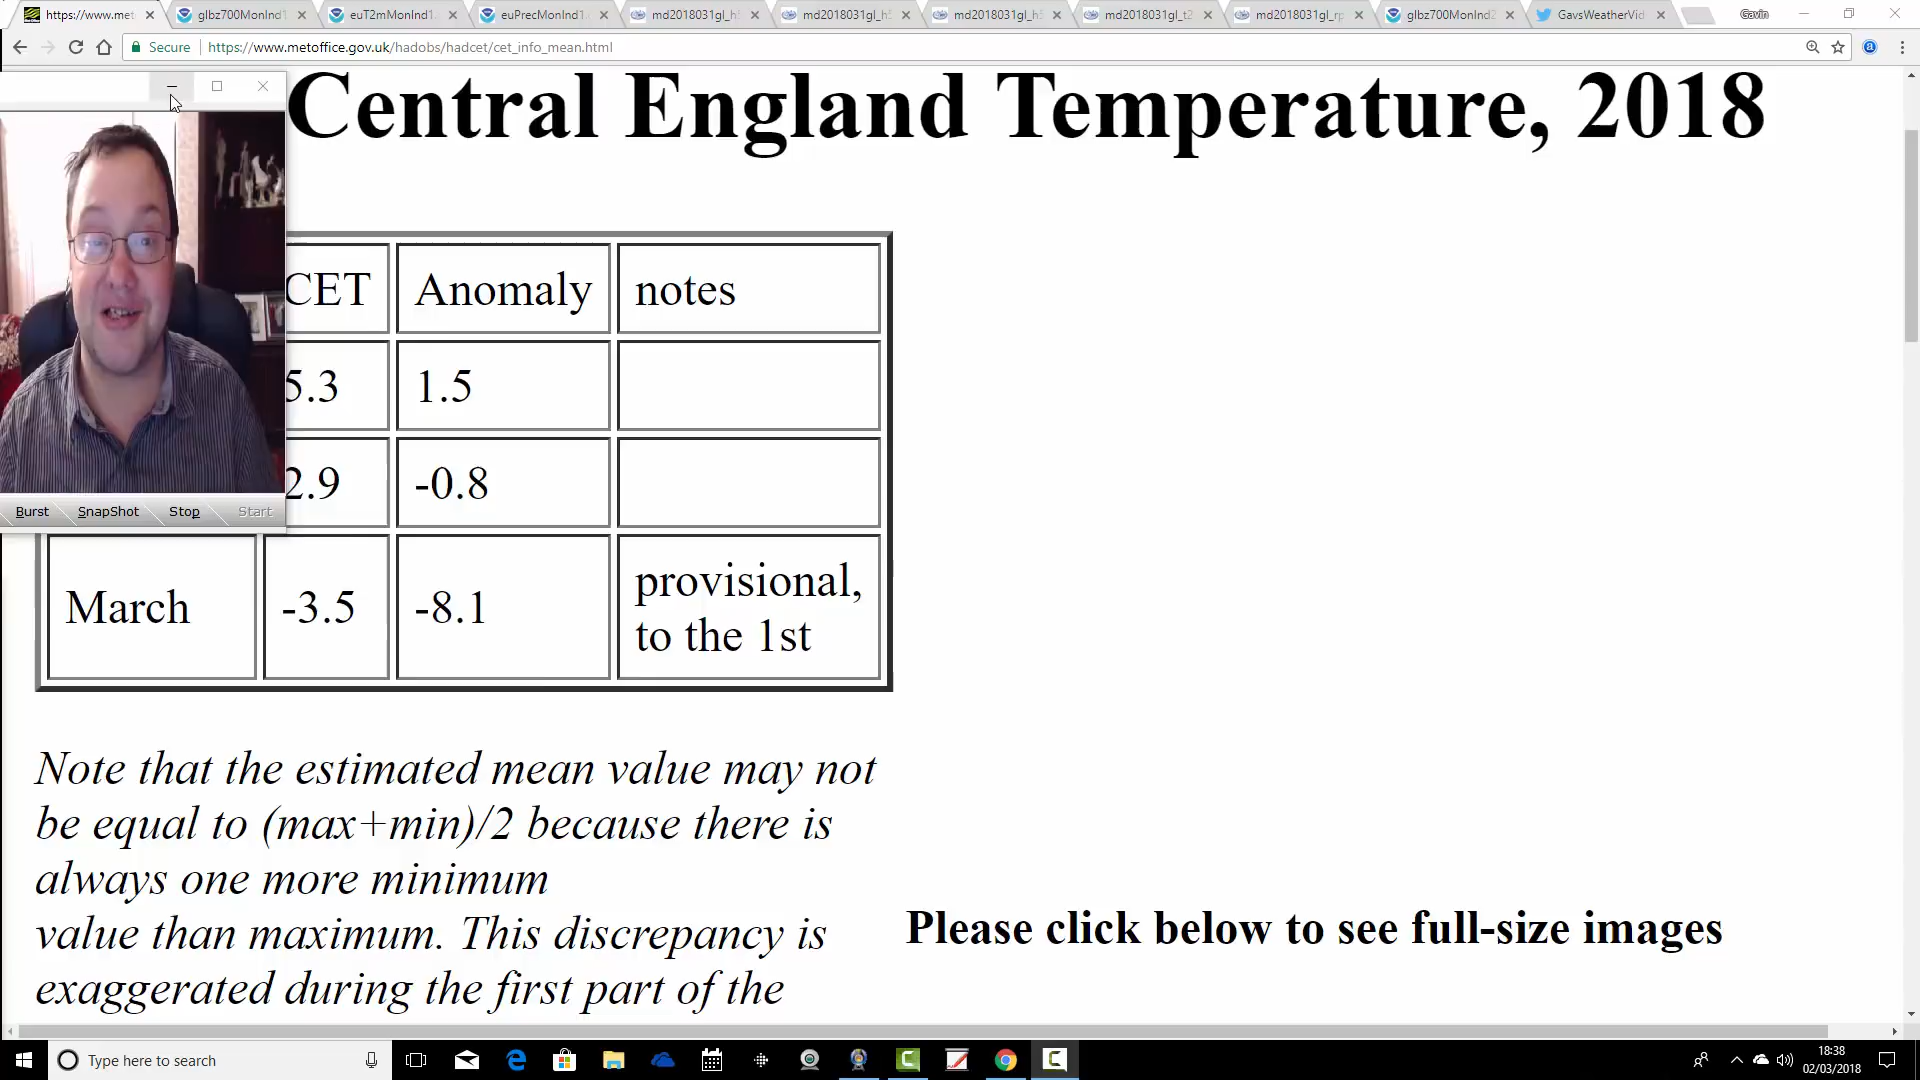 https://www.met
glbz700MonInd1
euT2mMonInd1.
euPrecMonInd1.
md2018031gl_h5
md2018031gl_h5
md2018031gl_h5
md2018031gl_t2
md2018031gl_rp
glbz700MonInd2
GavsWeatherVid
Gavin
Secure
https://www.metoffice.gov.uk/hadobs/hadcet/cet_info_mean.html
Central England Temperature, 2018
CET Anomaly notes
5.3 1.5
2.9 -0.8
Burst SnapShot Stop Start
March -3.5 -8.1 provisional,
to the 1st
Note that the estimated mean value may not
be equal to (max+min)/2 because there is
always one more minimum
value than maximum. This discrepancy is
exaggerated during the first part of the
Please click below to see full-size images
Type here to search
18:38
02/03/2018